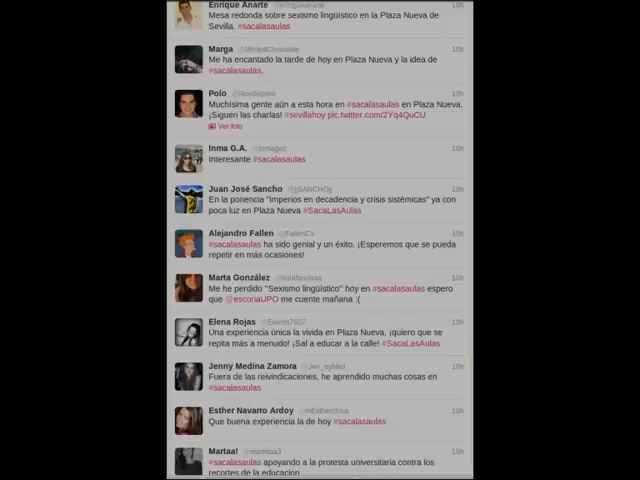 Enrique Anarte @enriqueanarte 10h
Mesa redonda sobre sexismo lingüístico en la Plaza Nueva de
Sevilla. #sacalasaulas
Marga @MintedChocolate 10h
Me ha encantado la tarde de hoy en Plaza Nueva y la idea de
#sacalasaulas.
Polo 10h
Muchísima gente aún a esta hora en #sacalasaulas en Plaza Nueva.
¡Siguen las charlas! #sevillahoy pic.twitter.com/2Yq4QuCU
Ver foto
Inma G.A. @Inmagez 10h
Interesante #sacalasaulas
Juan José Sancho @jjSANCHOg 10h
En la ponencia "Imperios en decadencia y crisis sistémicas" ya con
poca luz en Plaza Nueva #SacaLasAulas
Alejandro Fallen @FallenCv 10h
#sacalasaulas ha sido genial y un éxito. ¡Esperemos que se pueda
repetir en más ocasiones!
Marta González @holafarolaaa 10h
Me he perdido "Sexismo lingüístico" hoy en #sacalasaulas espero
que @escoriaUPO me cuente mañana :(
Elena Rojas 10h
Una experiencia única la vivida en Plaza Nueva, ¡quiero que se
repita más a menudo! ¡Sal a educar a la calle! #SacaLasAulas
Jenny Medina Zamora @Jen_nyMed 10h
Fuera de las reivindicaciones, he aprendido muchas cosas en
#sacalasaulas
Esther Navarro Ardoy @mEstherchica 10h
Que buena experiencia la de hoy #sacalasaulas
Martaa! 10h
#sacalasaulas apoyando a la protesta universitaria contra los
recortes de la educacion